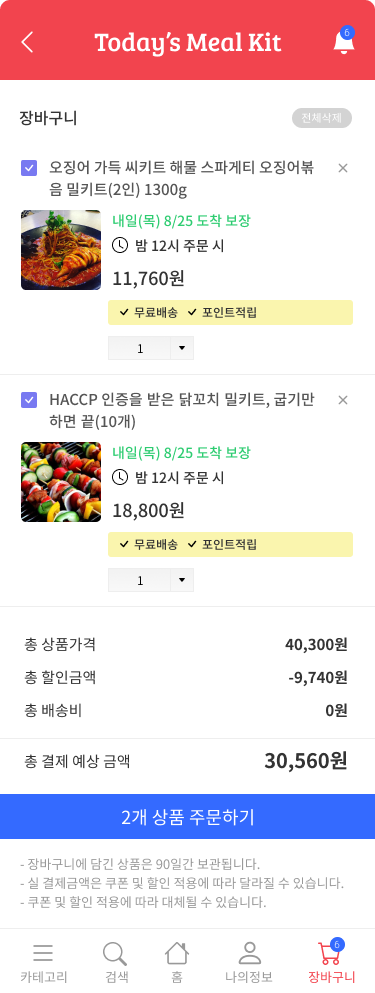 Today's Meal Kit
6
장바구니
전체삭제
오징어 가득 씨키트 해물 스파게티 오징어볶
음 밀키트(2인) 1300g
내일(목) 8/25 도착 보장
밤 12시 주문 시
11,760원
무료배송 포인트적립
1
HACCP 인증을 받은 닭꼬치 밀키트, 굽기만
하면 끝(10개)
내일(목) 8/25 도착 보장
밤 12시 주문 시
18,800원
무료배송 포인트적립
1
총 상품가격 40,300원
총 할인금액 -9,740원
총 배송비 0원
총 결제 예상 금액 30,560원
2개 상품 주문하기
- 장바구니에 담긴 상품은 90일간 보관됩니다.
- 실 결제금액은 쿠폰 및 할인 적용에 따라 달라질 수 있습니다.
- 쿠폰 및 할인 적용에 따라 대체될 수 있습니다.
6
카테고리 검색 홈 나의정보 장바구니